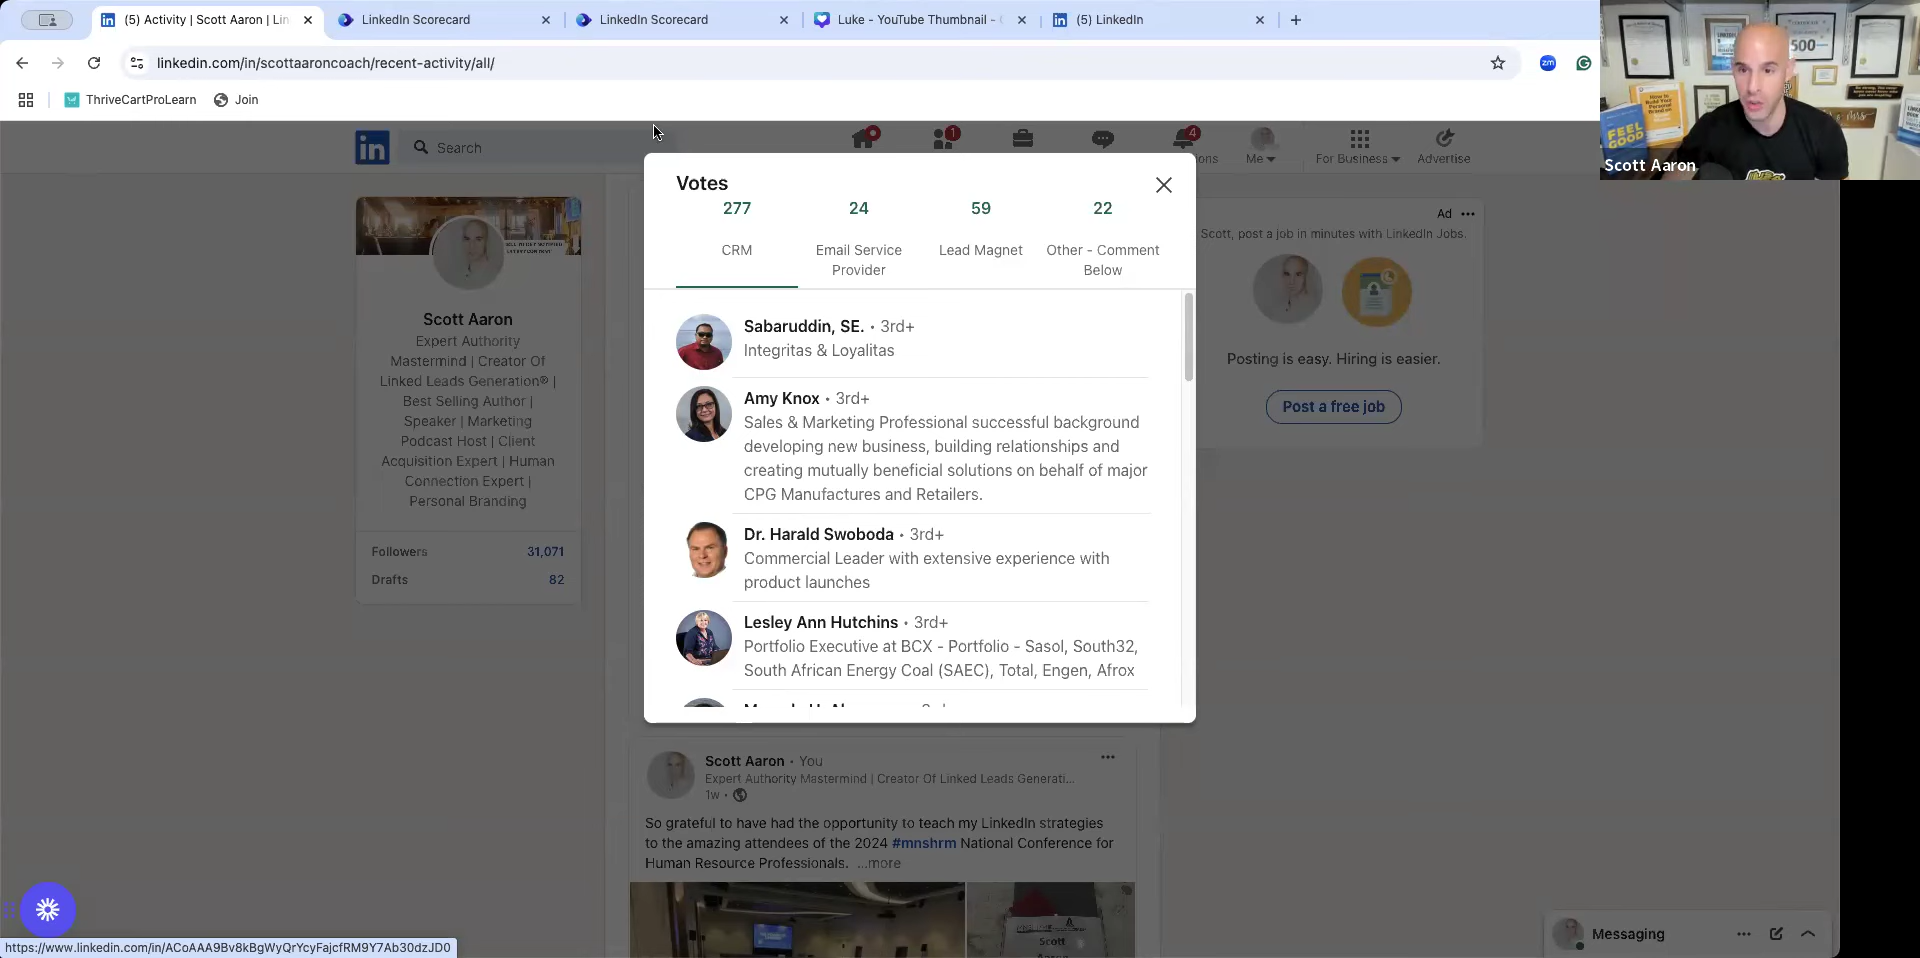 (5) Activity | Scott Aaron | Lin
LinkedIn Scorecard
LinkedIn Scorecard
Luke - YouTube Thumbnail -
(5) LinkedIn
linkedin.com/in/scottaaroncoach/recent-activity/all/
zm
ThriveCartProLearn
Join
500
FEEL GOOD
Scott Aaron
in
Search
1
4
Me
For Business
Advertise
Votes
277
24
59
22
CRM
Email Service
Provider
Lead Magnet
Other - Comment
Below
Sabaruddin, SE. • 3rd+
Integritas & Loyalitas
Amy Knox • 3rd+
Sales & Marketing Professional successful background
developing new business, building relationships and
creating mutually beneficial solutions on behalf of major
CPG Manufactures and Retailers.
Dr. Harald Swoboda • 3rd+
Commercial Leader with extensive experience with
product launches
Lesley Ann Hutchins • 3rd+
Portfolio Executive at BCX - Portfolio - Sasol, South32,
South African Energy Coal (SAEC), Total, Engen, Afrox
Scott Aaron
Expert Authority
Mastermind | Creator Of
Linked Leads Generation® |
Best Selling Author |
Speaker | Marketing
Podcast Host | Client
Acquisition Expert | Human
Connection Expert |
Personal Branding
Followers 31,071
Drafts 82
Ad
Scott, post a job in minutes with LinkedIn Jobs.
Posting is easy. Hiring is easier.
Post a free job
Scott Aaron • You
Expert Authority Mastermind | Creator Of Linked Leads Generati...
1w •
So grateful to have had the opportunity to teach my LinkedIn strategies
to the amazing attendees of the 2024 #mnshrm National Conference for
Human Resource Professionals. ...more
Scott
Messaging
https://www.linkedin.com/in/ACoAAA9Bv8kBgWyQrYcyFajcfRM9Y7Ab30dzJD0